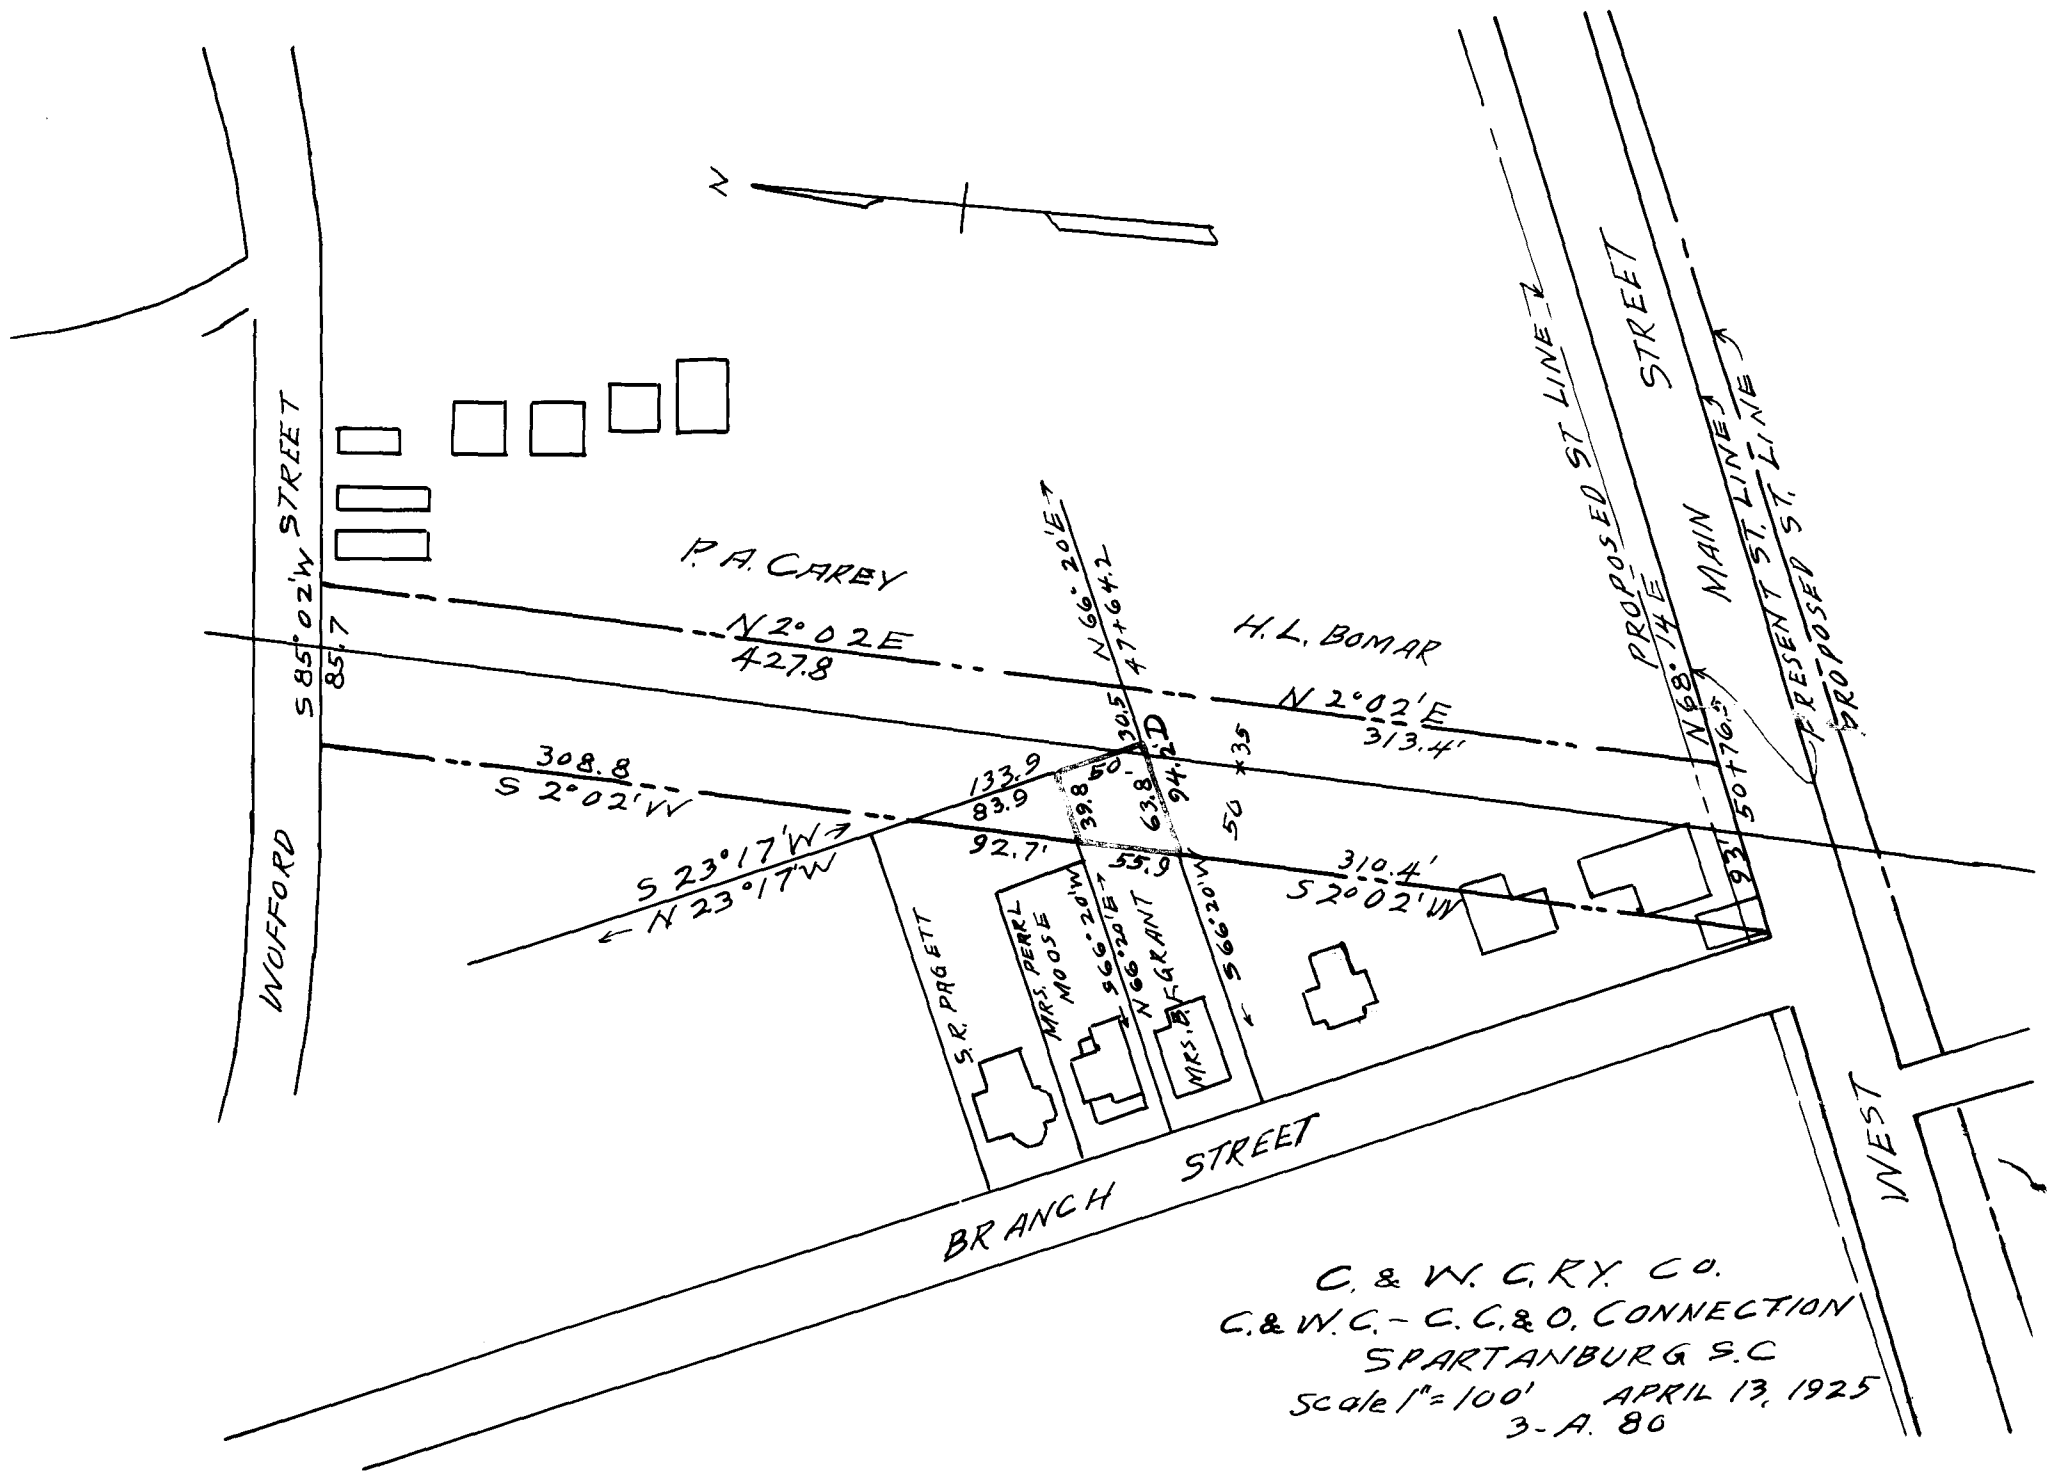 N
STREET
WOFFORD
S 85° 02' W
85.7
P. A. CAREY
N 2° 02 E
427.8
308.8
S 2° 02' W
S 23° 17' W
N 23° 17' W
133.9
83.9
92.7'
50'
39.8
63.8
55.9
30.5
94.2'
D
N 66° 20' E
47+64.2
H. L. BOMAR
N 2° 02' E
313.4'
*35
50
310.4'
S 2° 02' W
S 66° 20' W
S 66° 20' W
N 66° 20' E
S. R. PAGETT
MRS. PEARL
MOOSE
MRS. B. F. GRANT
PROPOSED ST LINE
PROPOSED
N 68° 14 E
50+76.5
93'
STREET
MAIN
WEST
PRESENT ST. LINE
PROPOSED ST. LINE
BRANCH STREET
C. & W. C. RY. CO.
C. & W. C. – C. C. & O. CONNECTION
SPARTANBURG S. C
Scale 1" = 100' APRIL 13, 1925
3-A. 80